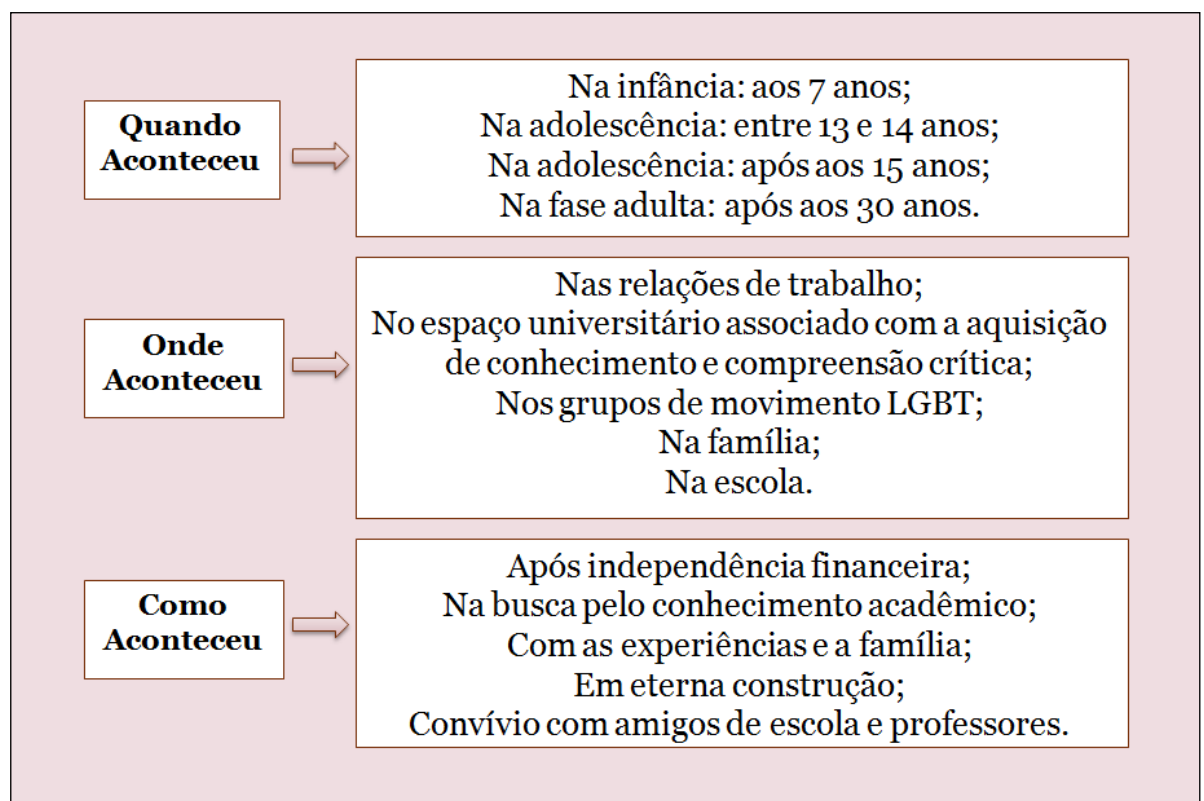 Quando
Aconteceu
Na infância: aos 7 anos;
Na adolescência: entre 13 e 14 anos;
Na adolescência: após aos 15 anos;
Na fase adulta: após aos 30 anos.
Onde
Aconteceu
Nas relações de trabalho;
No espaço universitário associado com a aquisição
de conhecimento e compreensão crítica;
Nos grupos de movimento LGBT;
Na família;
Na escola.
Como
Aconteceu
Após independência financeira;
Na busca pelo conhecimento acadêmico;
Com as experiências e a família;
Em eterna construção;
Convívio com amigos de escola e professores.